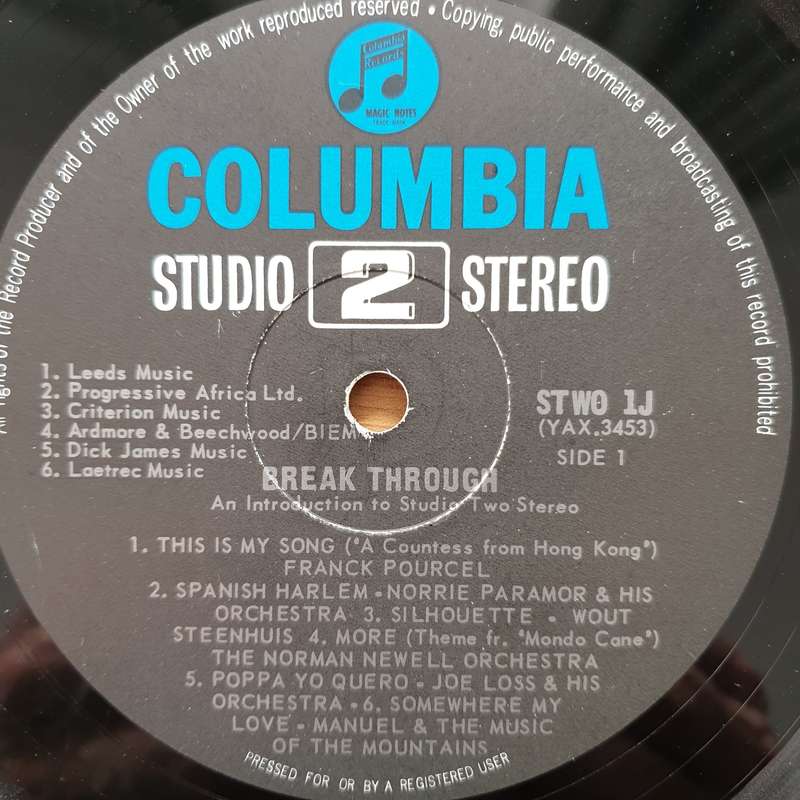 All rights of the Record Producer and of the Owner of the work reproduced reserved • Copying, public performance and broadcasting of this record prohibited
Columbia
Records
MAGIC NOTES
TRADE MARK
COLUMBIA
STUDIO 2 STEREO
1. Leeds Music
2. Progressive Africa Ltd.
3. Criterion Music
4. Ardmore & Beechwood/BIEM
5. Dick James Music
6. Laetrec Music
STWO 1J
(YAX.3453)
SIDE 1
BREAK THROUGH
An Introduction to Studio Two Stereo
1. THIS IS MY SONG ("A Countess from Hong Kong")
FRANCK POURCEL
2. SPANISH HARLEM - NORRIE PARAMOR & HIS
ORCHESTRA 3. SILHOUETTE • WOUT
STEENHUIS 4. MORE (Theme fr. "Mondo Cane")
THE NORMAN NEWELL ORCHESTRA
5. POPPA YO QUERO - JOE LOSS & HIS
ORCHESTRA - 6. SOMEWHERE MY
LOVE - MANUEL & THE MUSIC
OF THE MOUNTAINS
PRESSED FOR OR BY A REGISTERED USER